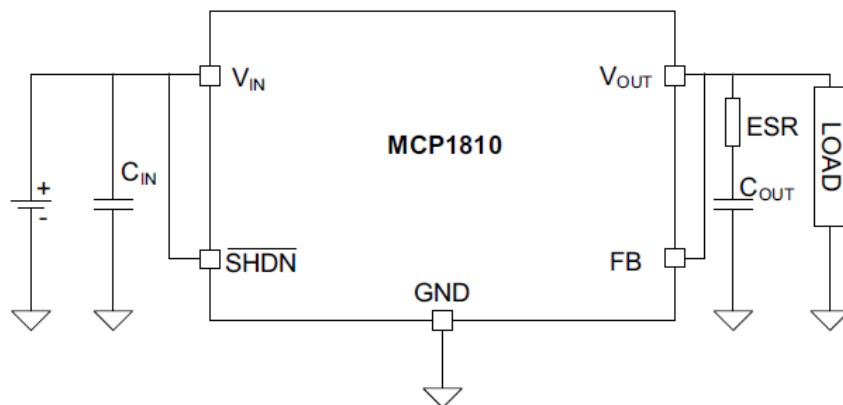 VIN
VOUT
MCP1810
ESR
LOAD
CIN
COUT
+
-
SHDN
FB
GND